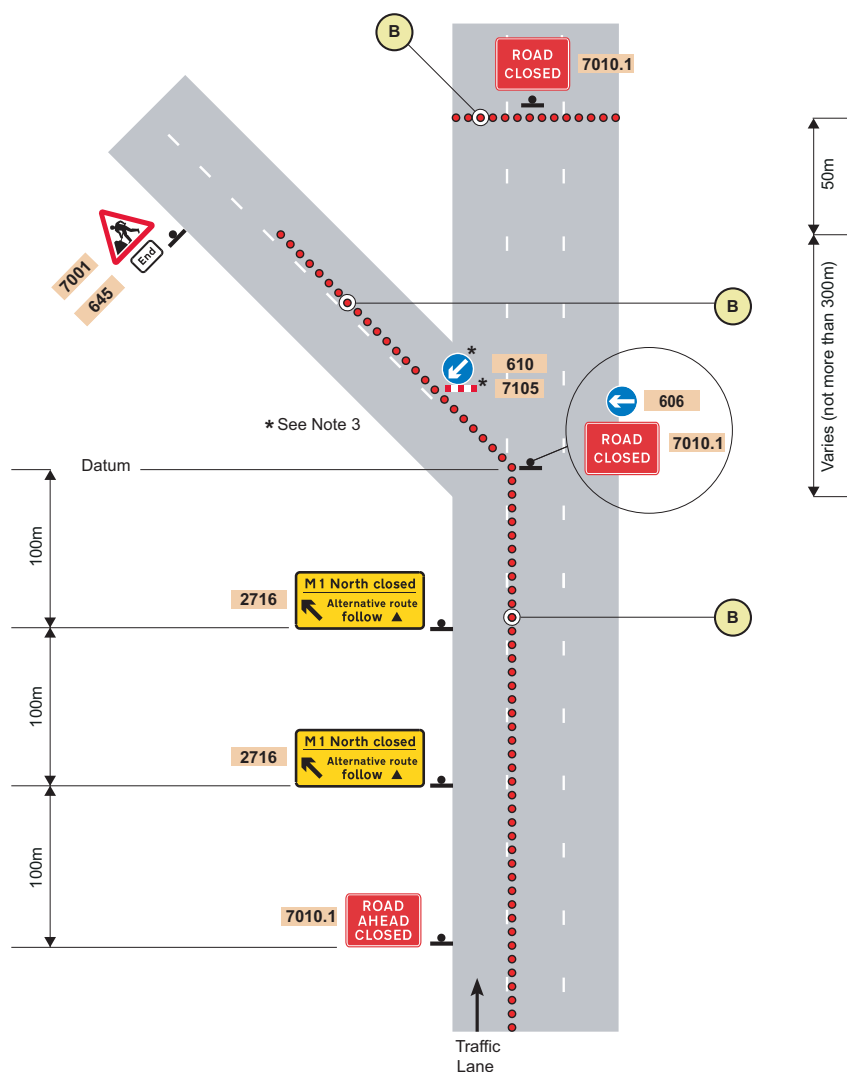 B
ROAD
CLOSED
7010.1
50m
End
7001
645
B
Varies (not more than 300m)
*
610
*
7105
606
* See Note 3
ROAD
CLOSED
7010.1
Datum
100m
2716
M 1 North closed
Alternative route
follow ▲
B
100m
2716
M 1 North closed
Alternative route
follow ▲
100m
7010.1
ROAD
AHEAD
CLOSED
Traffic
Lane